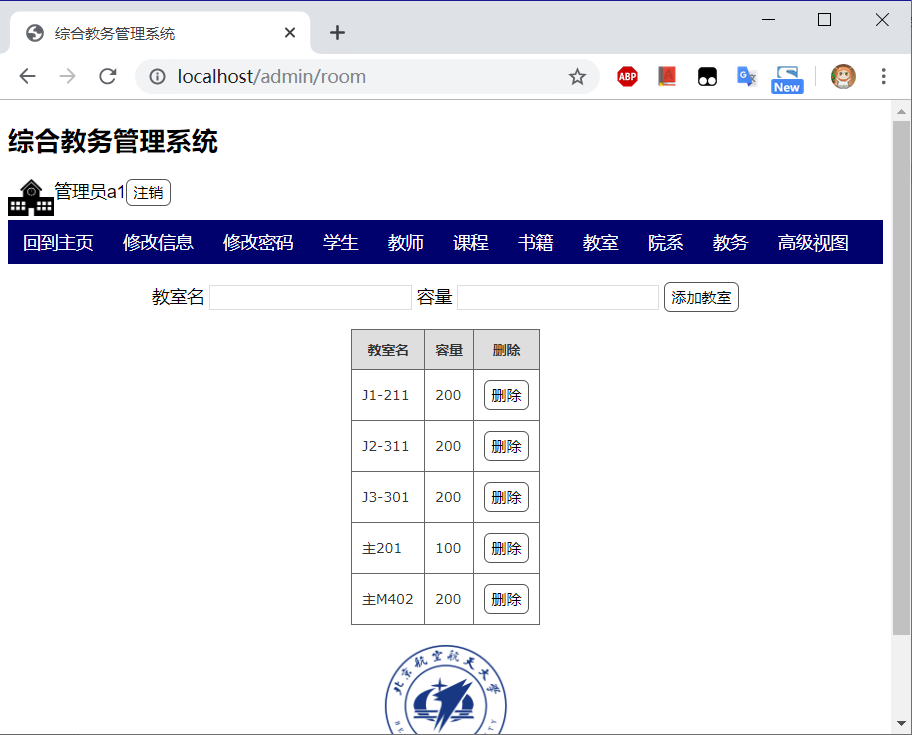 综合教务管理系统
localhost/admin/room
ABP
A
G
New
综合教务管理系统
管理员a1 注销
回到主页 修改信息 修改密码 学生 教师 课程 书籍 教室 院系 教务 高级视图
教室名 容量 添加教室
教室名 容量 删除
J1-211 200 删除
J2-311 200 删除
J3-301 200 删除
主201 100 删除
主M402 200 删除
北京航空航天大學